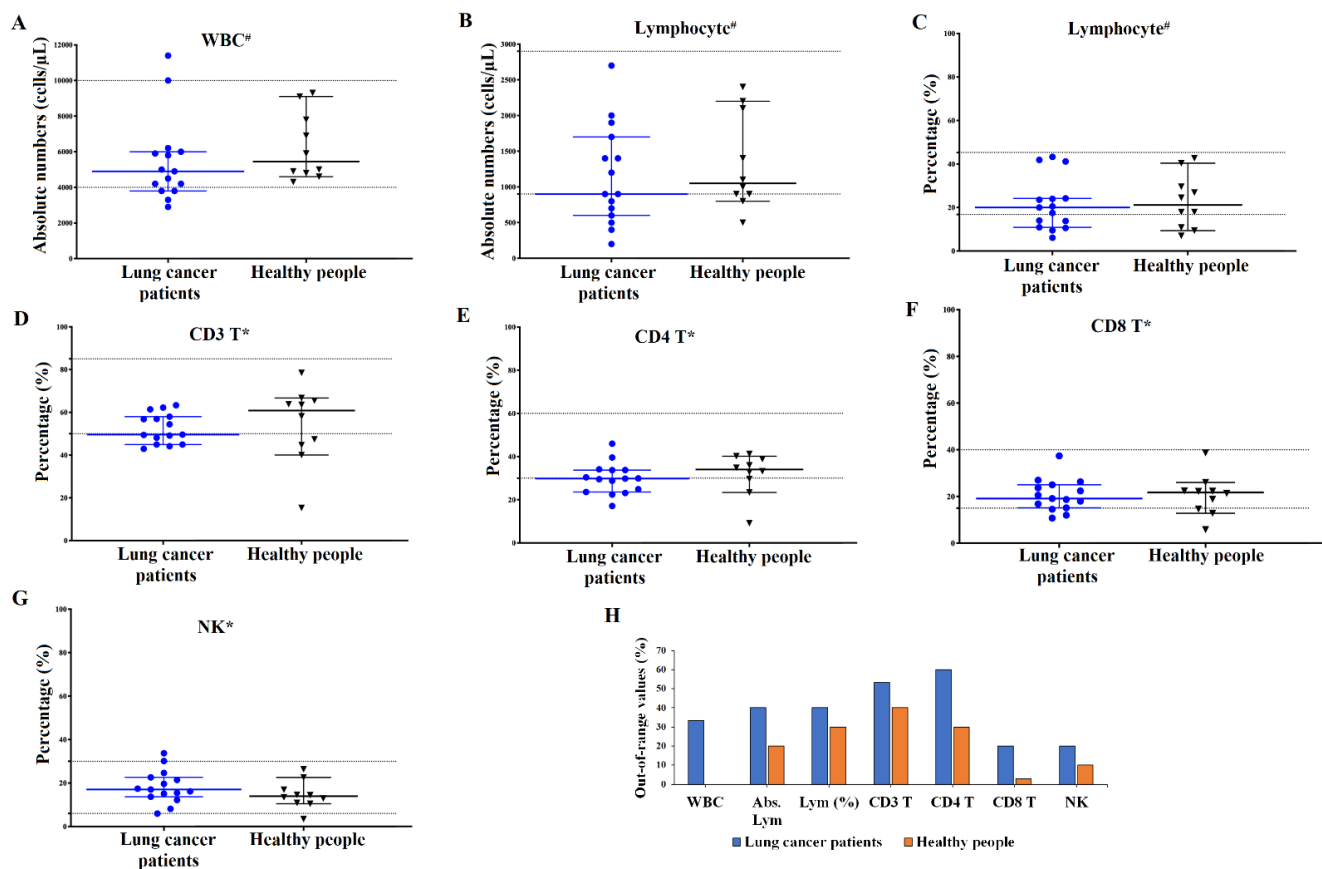 A
WBC#
Absolute numbers (cells/μL)
12000
10000
8000
6000
4000
2000
0
Lung cancer
patients
Healthy people
B
Lymphocyte#
Absolute numbers (cells/μL)
3000
2500
2000
1500
1000
500
0
Lung cancer
patients
Healthy people
C
Lymphocyte#
Percentage (%)
100
80
60
40
20
0
Lung cancer
patients
Healthy people
D
CD3 T*
Percentage (%)
100
80
60
40
20
0
Lung cancer
patients
Healthy people
E
CD4 T*
Percentage (%)
100
80
60
40
20
0
Lung cancer
patients
Healthy people
F
CD8 T*
Percentage (%)
100
80
60
40
20
0
Lung cancer
patients
Healthy people
G
NK*
Percentage (%)
100
80
60
40
20
0
Lung cancer
patients
Healthy people
H
Out-of-range values (%)
70
60
50
40
30
20
10
0
WBC
Abs.
Lym
Lym (%)
CD3 T
CD4 T
CD8 T
NK
Lung cancer patients
Healthy people